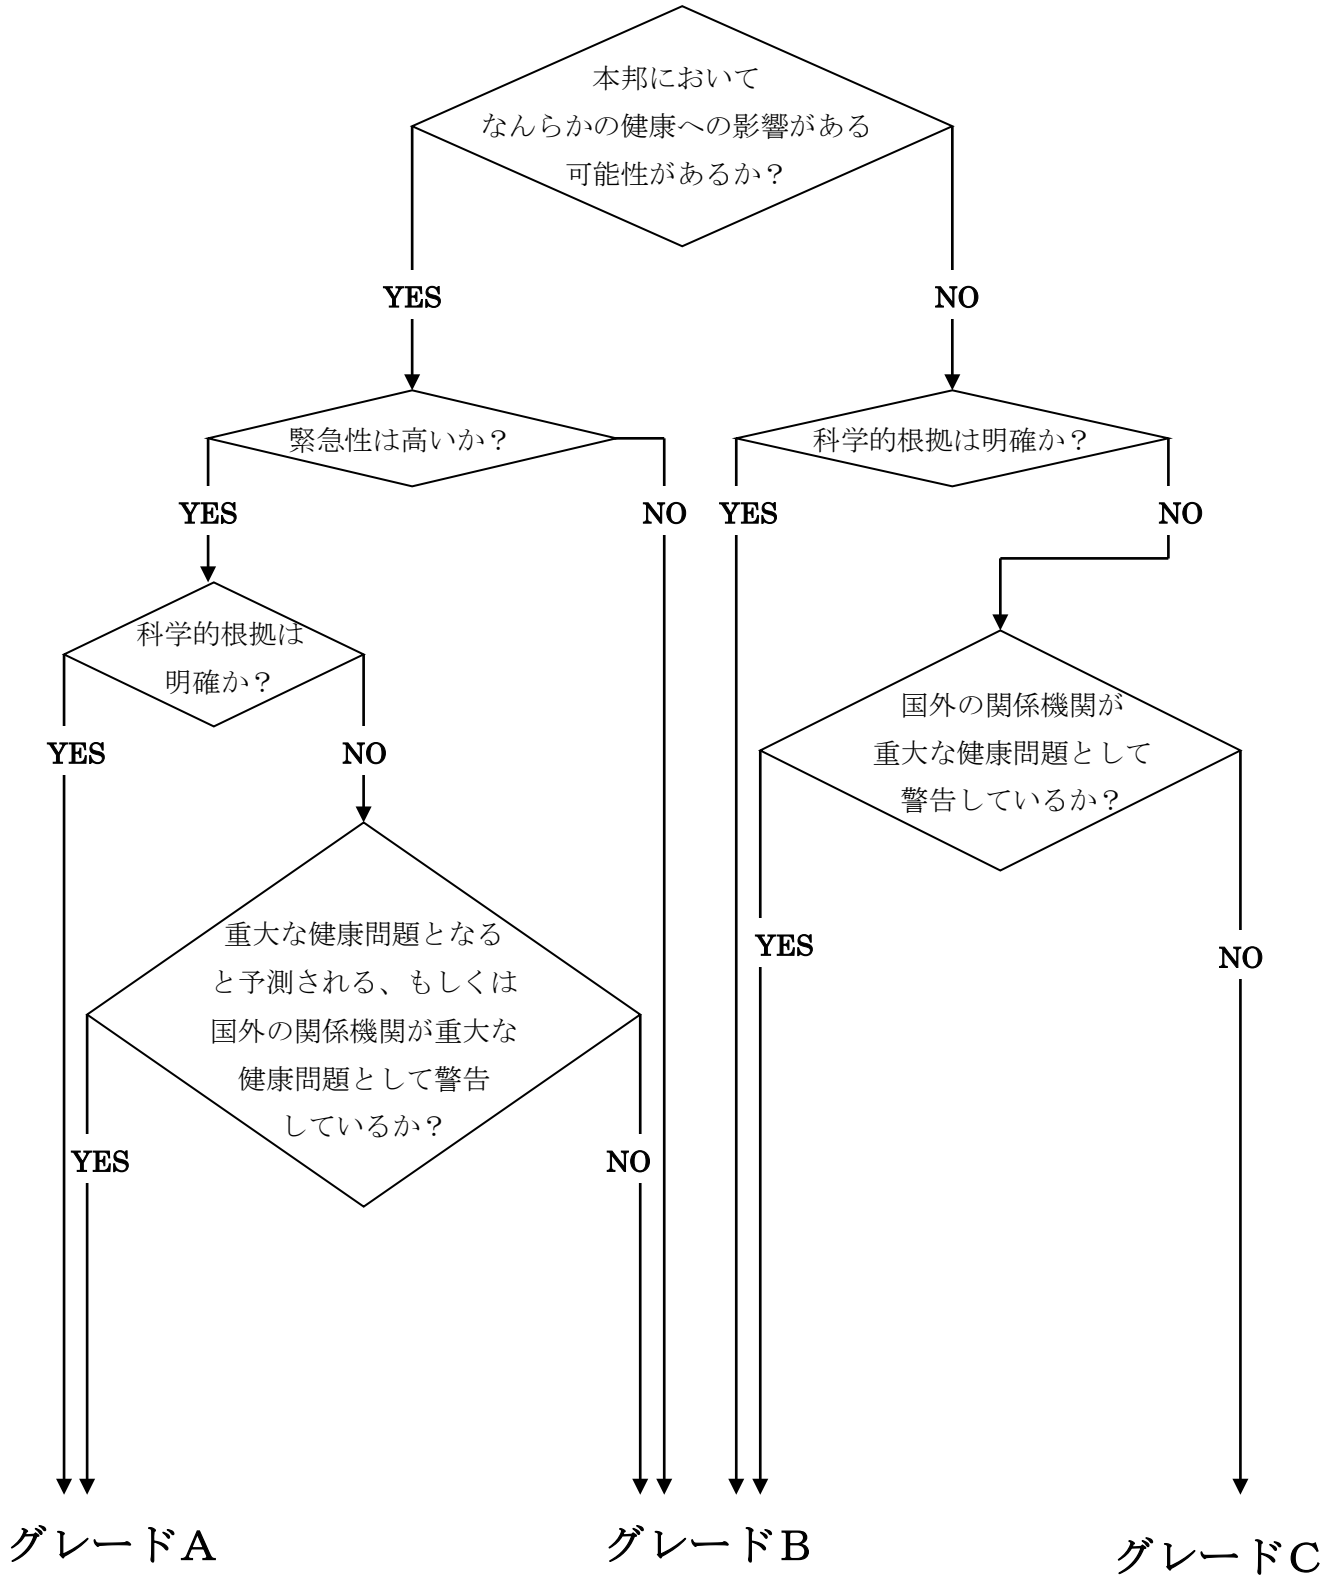 本邦において
なんらかの健康への影響がある
可能性があるか？
YES
NO
緊急性は高いか？
科学的根拠は明確か？
YES
NO
YES
NO
科学的根拠は
明確か？
国外の関係機関が
重大な健康問題として
警告しているか？
YES
NO
重大な健康問題となる
と予測される、もしくは
国外の関係機関が重大な
健康問題として警告
しているか？
YES
NO
YES
NO
グレードＡ
グレードＢ
グレードＣ